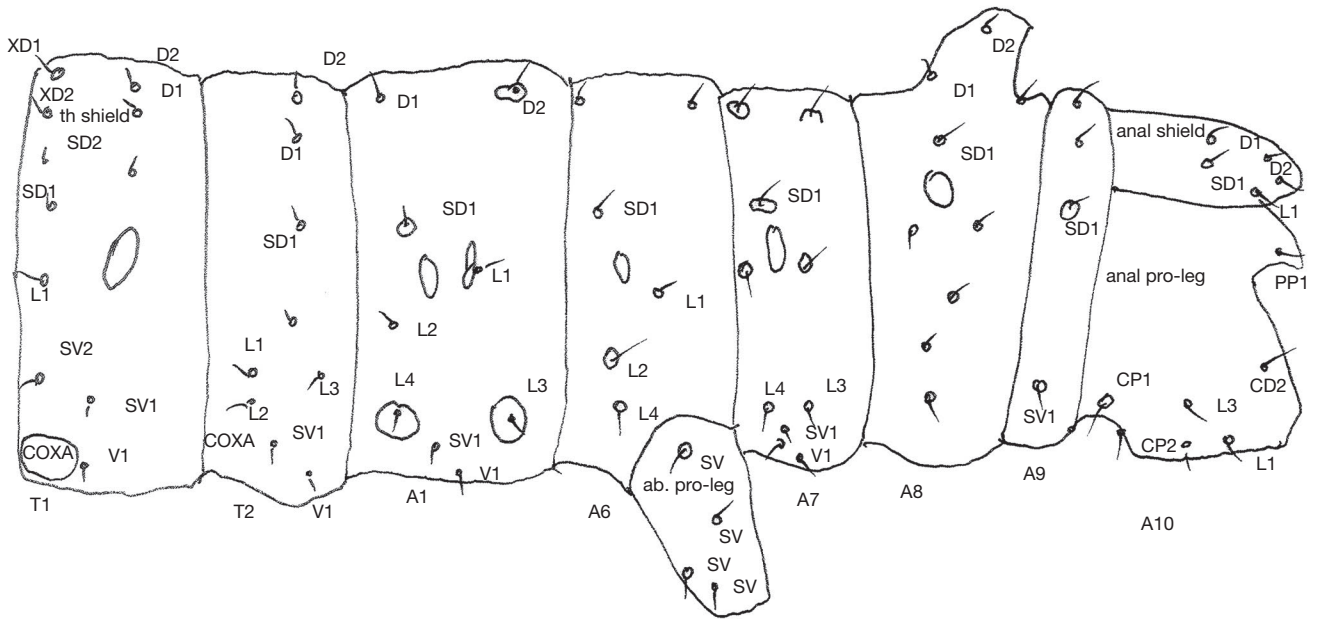 XD1
D2
XD2
D1
th shield
SD2
SD1
L1
SV2
SV1
COXA
V1
T1
D2
D1
SD1
L1
L3
L2
COXA
SV1
T2
V1
D1
D2
SD1
L1
L2
L4
L3
SV1
V1
A1
SD1
L1
L2
L4
SV
ab. pro-leg
SV
SV
SV
A6
SD1
L4
L3
SV1
V1
A7
D2
D1
SD1
A8
SD1
SV1
A9
anal shield
D1
D2
SD1
L1
anal pro-leg
PP1
CD2
CP1
L3
CP2
L1
A10